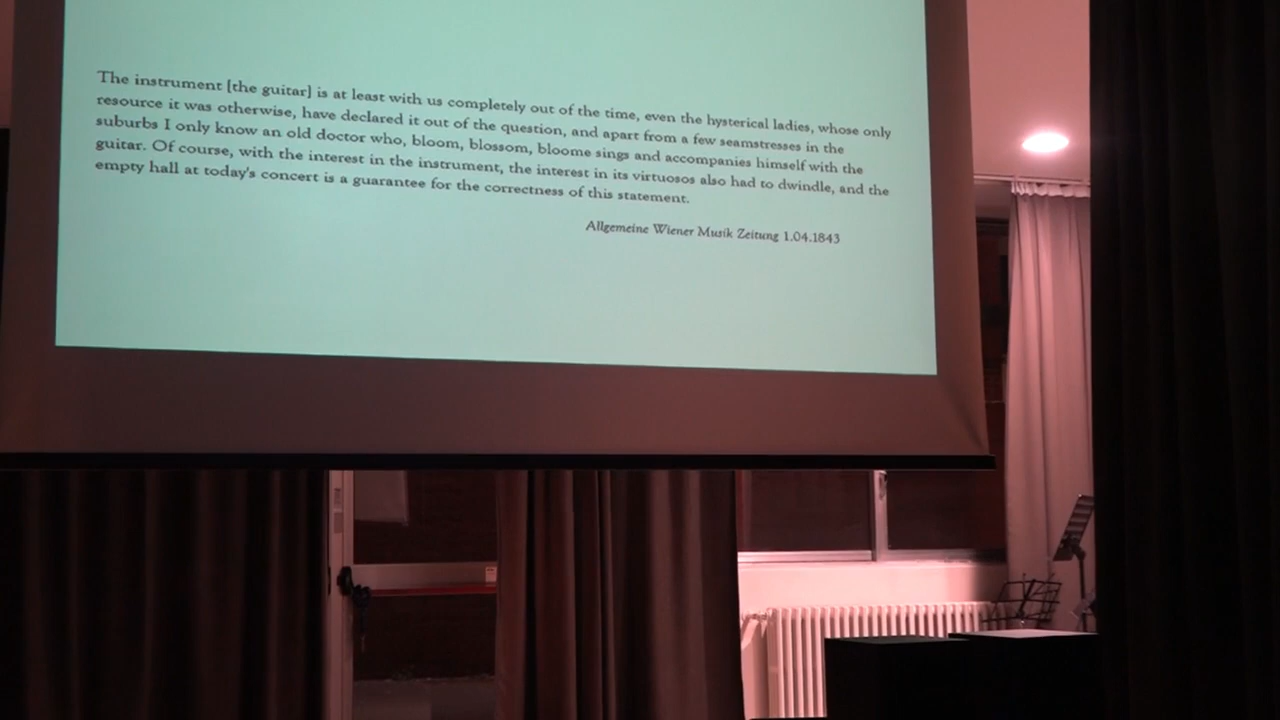 The instrument [the guitar] is at least with us completely out of the time, even the hysterical ladies, whose only
resource it was otherwise, have declared it out of the question, and apart from a few seamstresses in the
suburbs I only know an old doctor who, bloom, blossom, bloome sings and accompanies himself with the
guitar. Of course, with the interest in the instrument, the interest in its virtuosos also had to dwindle, and the
empty hall at today's concert is a guarantee for the correctness of this statement.
Allgemeine Wiener Musik Zeitung 1.04.1843